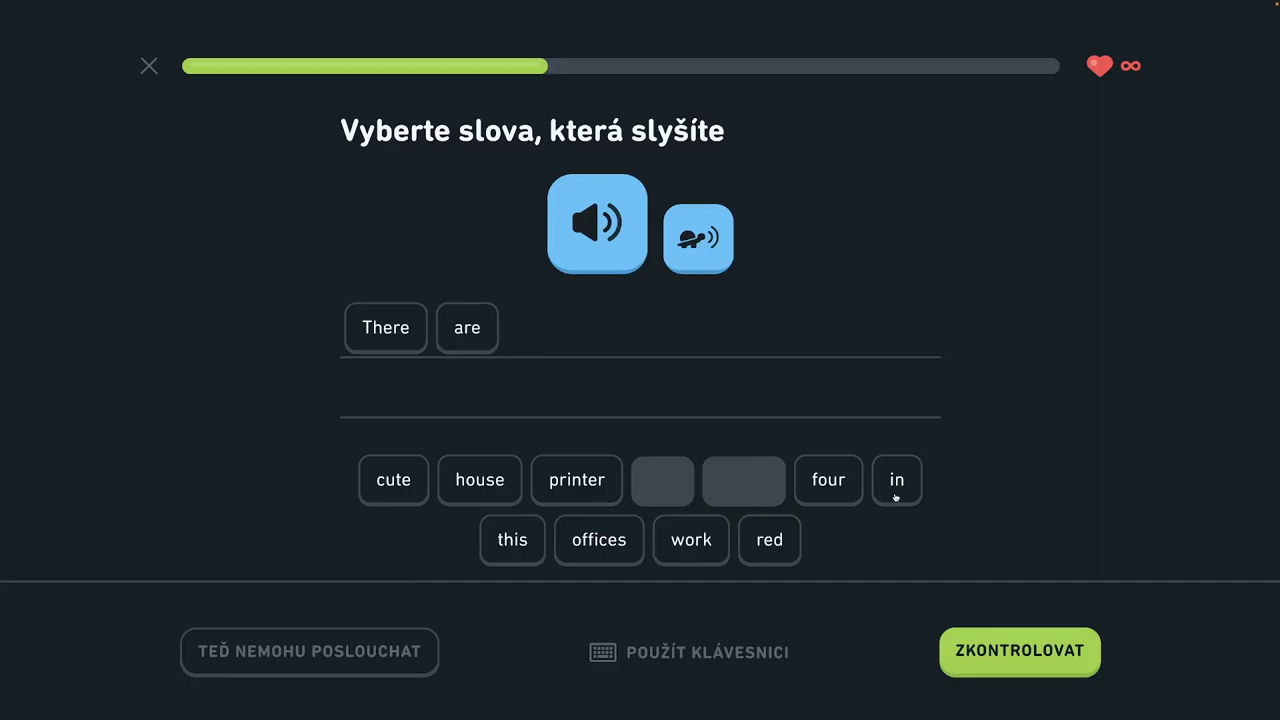 Vyberte slova, která slyšíte
There are
cute house printer four in
this offices work red
TEĎ NEMOHU POSLOUCHAT POUŽÍT KLÁVESNICI ZKONTROLOVAT